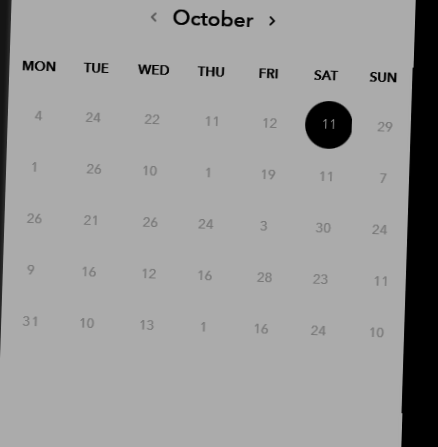 ‹ October ›
MON TUE WED THU FRI SAT SUN
4 24 22 11 12 11 29
1 26 10 1 19 11 7
26 21 26 24 3 30 24
9 16 12 16 28 23 11
31 10 13 1 16 24 10